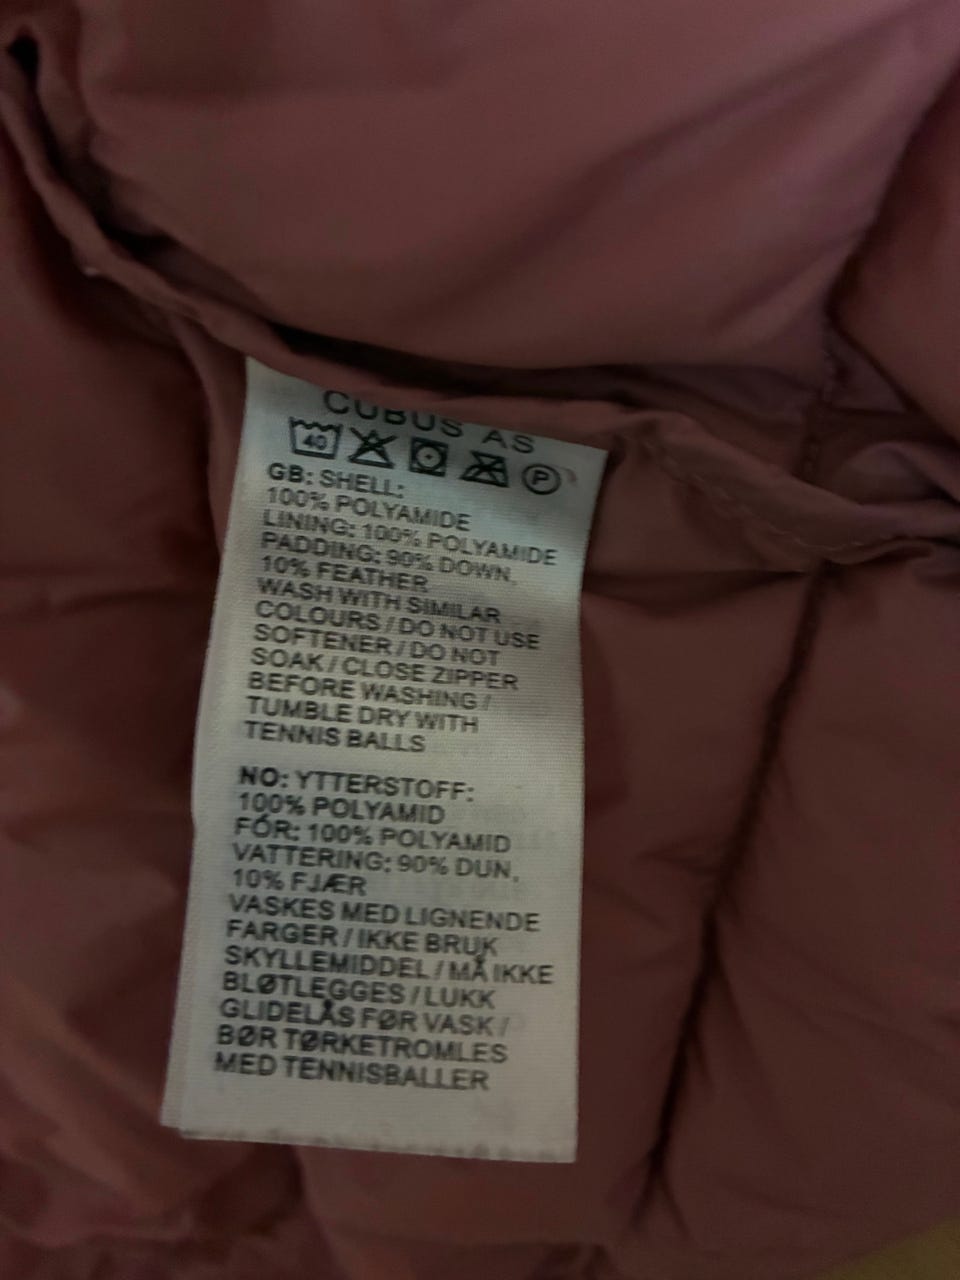 CUBUS AS
40 P
GB: SHELL:
100% POLYAMIDE
LINING: 100% POLYAMIDE
PADDING: 90% DOWN,
10% FEATHER
WASH WITH SIMILAR
COLOURS / DO NOT USE
SOFTENER / DO NOT
SOAK / CLOSE ZIPPER
BEFORE WASHING /
TUMBLE DRY WITH
TENNIS BALLS
NO: YTTERSTOFF:
100% POLYAMID
FÓR: 100% POLYAMID
VATTERING: 90% DUN,
10% FJÆR
VASKES MED LIGNENDE
FARGER / IKKE BRUK
SKYLLEMIDDEL / MÅ IKKE
BLØTLEGGES / LUKK
GLIDELÅS FØR VASK /
BØR TØRKETROMLES
MED TENNISBALLER